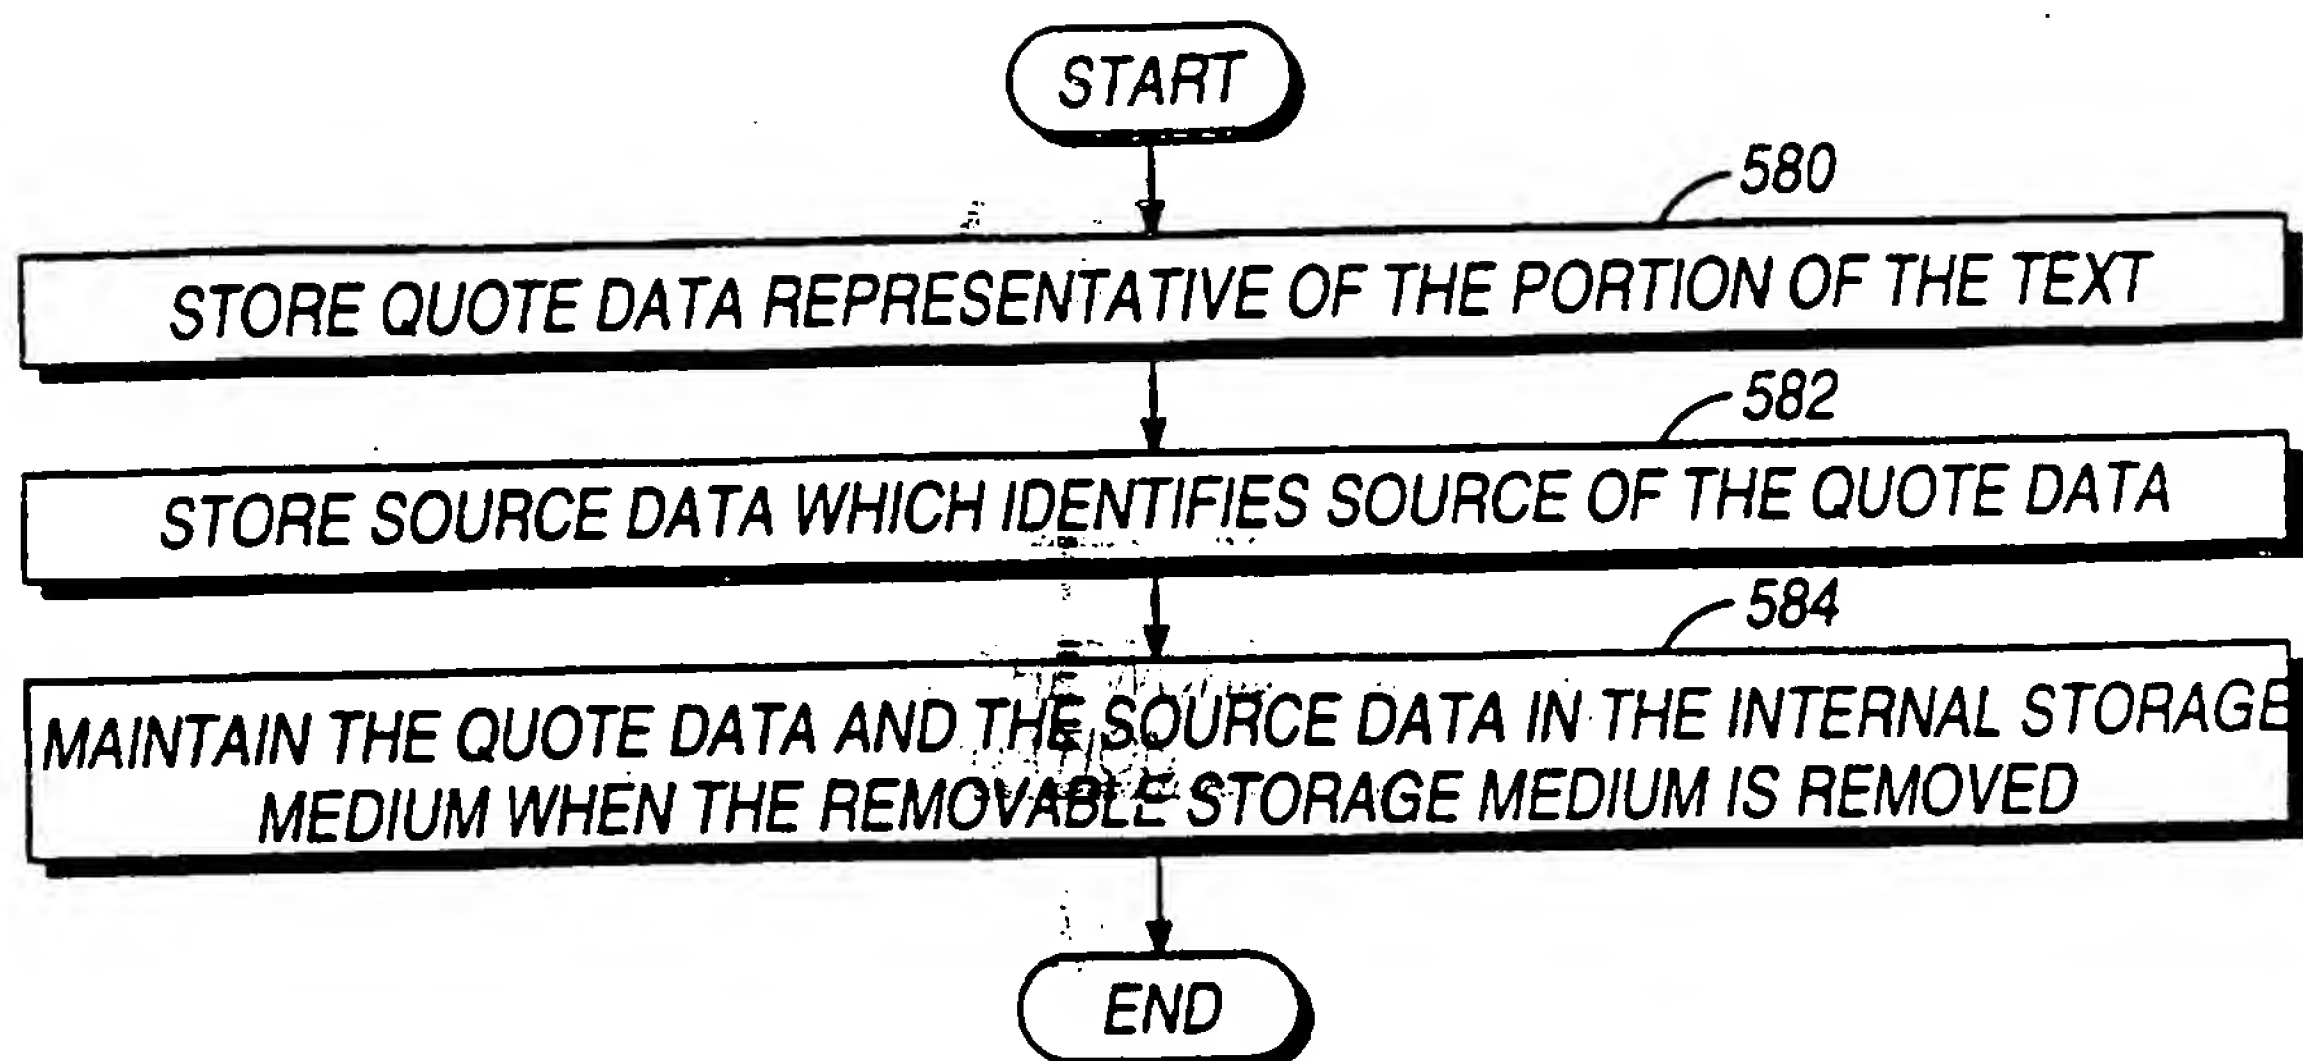 START
580
STORE QUOTE DATA REPRESENTATIVE OF THE PORTION OF THE TEXT
582
STORE SOURCE DATA WHICH IDENTIFIES SOURCE OF THE QUOTE DATA
584
MAINTAIN THE QUOTE DATA AND THE SOURCE DATA IN THE INTERNAL STORAGE
MEDIUM WHEN THE REMOVABLE STORAGE MEDIUM IS REMOVED
END